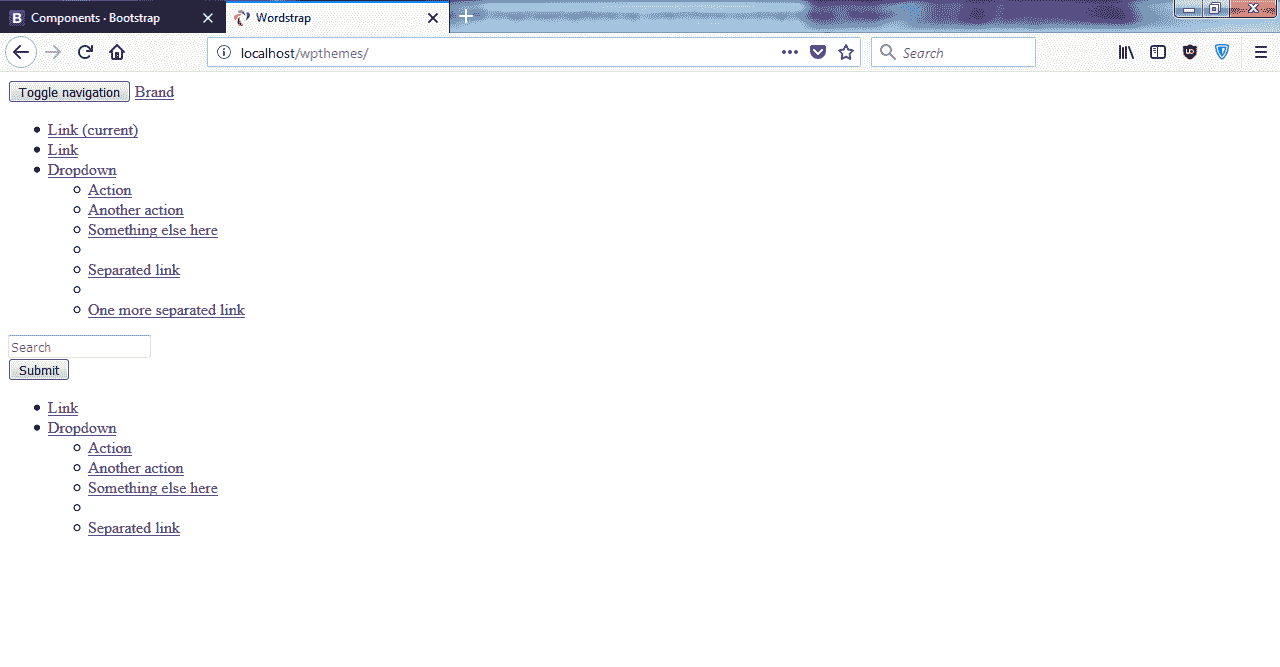 Components · Bootstrap
Wordstrap
localhost/wpthemes/
Search
Toggle navigation Brand
Link (current)
Link
Dropdown
Action
Another action
Something else here
Separated link
One more separated link
Search
Submit
Link
Dropdown
Action
Another action
Something else here
Separated link